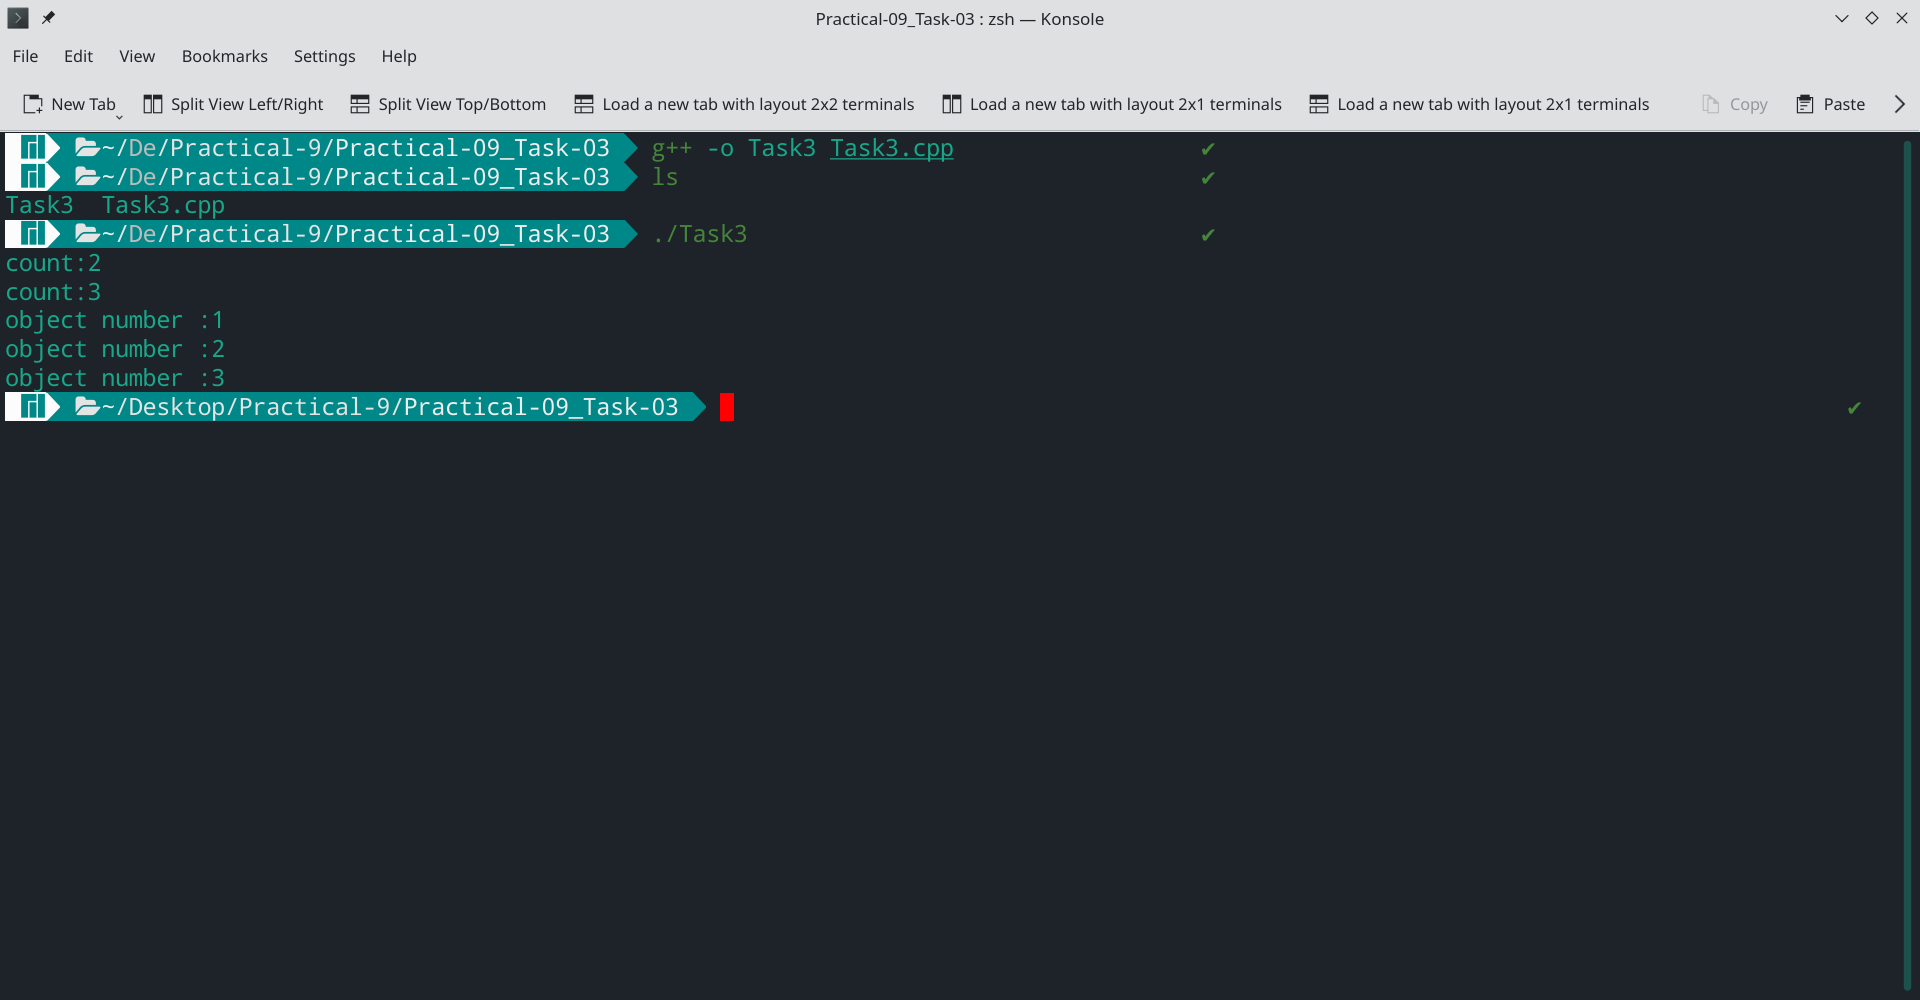 Practical-09_Task-03 : zsh — Konsole
File Edit View Bookmarks Settings Help
New Tab Split View Left/Right Split View Top/Bottom Load a new tab with layout 2x2 terminals Load a new tab with layout 2x1 terminals Load a new tab with layout 2x1 terminals Copy Paste
~/De/Practical-9/Practical-09_Task-03 g++ -o Task3 Task3.cpp ✔
~/De/Practical-9/Practical-09_Task-03 ls ✔
Task3  Task3.cpp
~/De/Practical-9/Practical-09_Task-03 ./Task3 ✔
count:2
count:3
object number :1
object number :2
object number :3
~/Desktop/Practical-9/Practical-09_Task-03 ✔